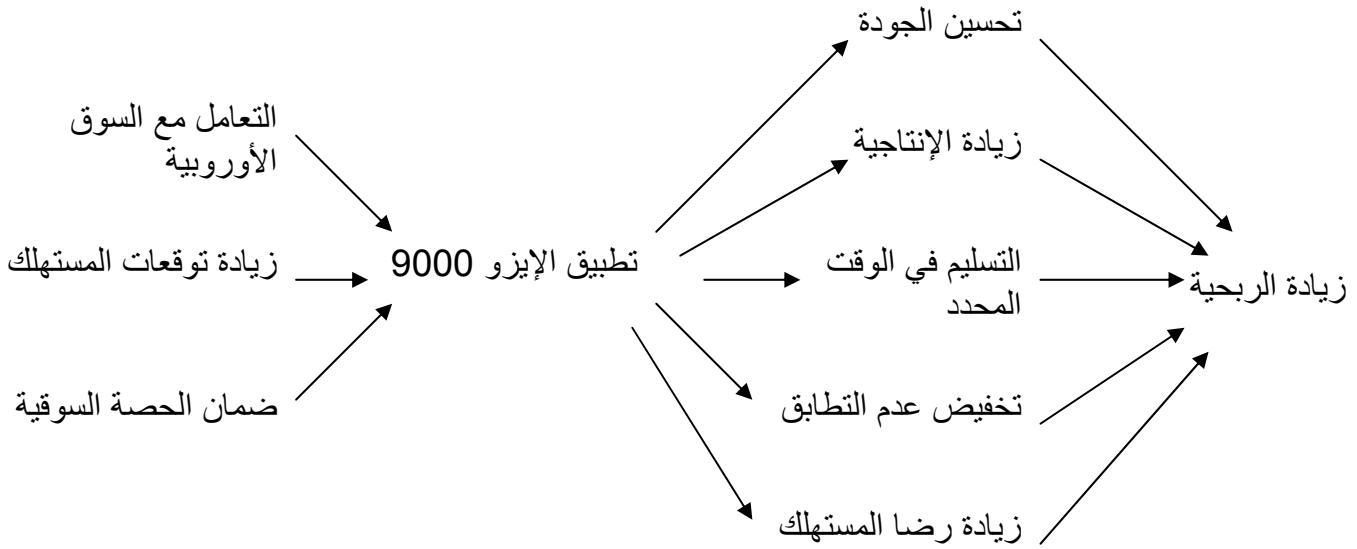 تحسين الجودة
التعامل مع السوق
الأوروبية
زيادة الإنتاجية
زيادة توقعات المستهلك
تطبيق الإيزو 9000
التسليم في الوقت
المحدد
زيادة الربحية
ضمان الحصة السوقية
تخفيض عدم التطابق
زيادة رضا المستهلك